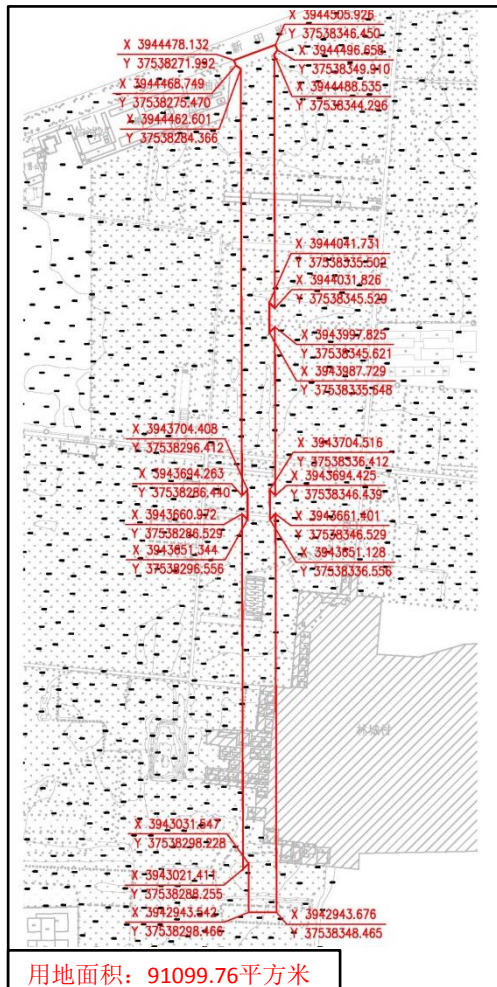 X 3944505.926
Y 37538346.450
X 3944478.132
Y 37538271.992
X 3944496.658
Y 37538349.910
X 3944468.749
Y 37538275.470
X 3944488.535
Y 37538344.296
X 3944462.601
Y 37538284.366
X 3944041.731
Y 37538335.502
X 3944031.826
Y 37538345.529
X 3943997.825
Y 37538345.621
X 3943987.729
Y 37538335.648
X 3943704.408
Y 37538296.412
X 3943704.516
Y 37538336.412
X 3943694.263
Y 37538286.440
X 3943694.425
Y 37538346.439
X 3943660.972
Y 37538286.529
X 3943661.401
Y 37538346.529
X 3943651.344
Y 37538296.556
X 3943651.128
Y 37538336.556
林城村
X 3943031.547
Y 37538298.228
X 3943021.411
Y 37538288.255
X 3942943.542
Y 37538298.466
X 3942943.676
Y 37538348.465
用地面积：91099.76平方米